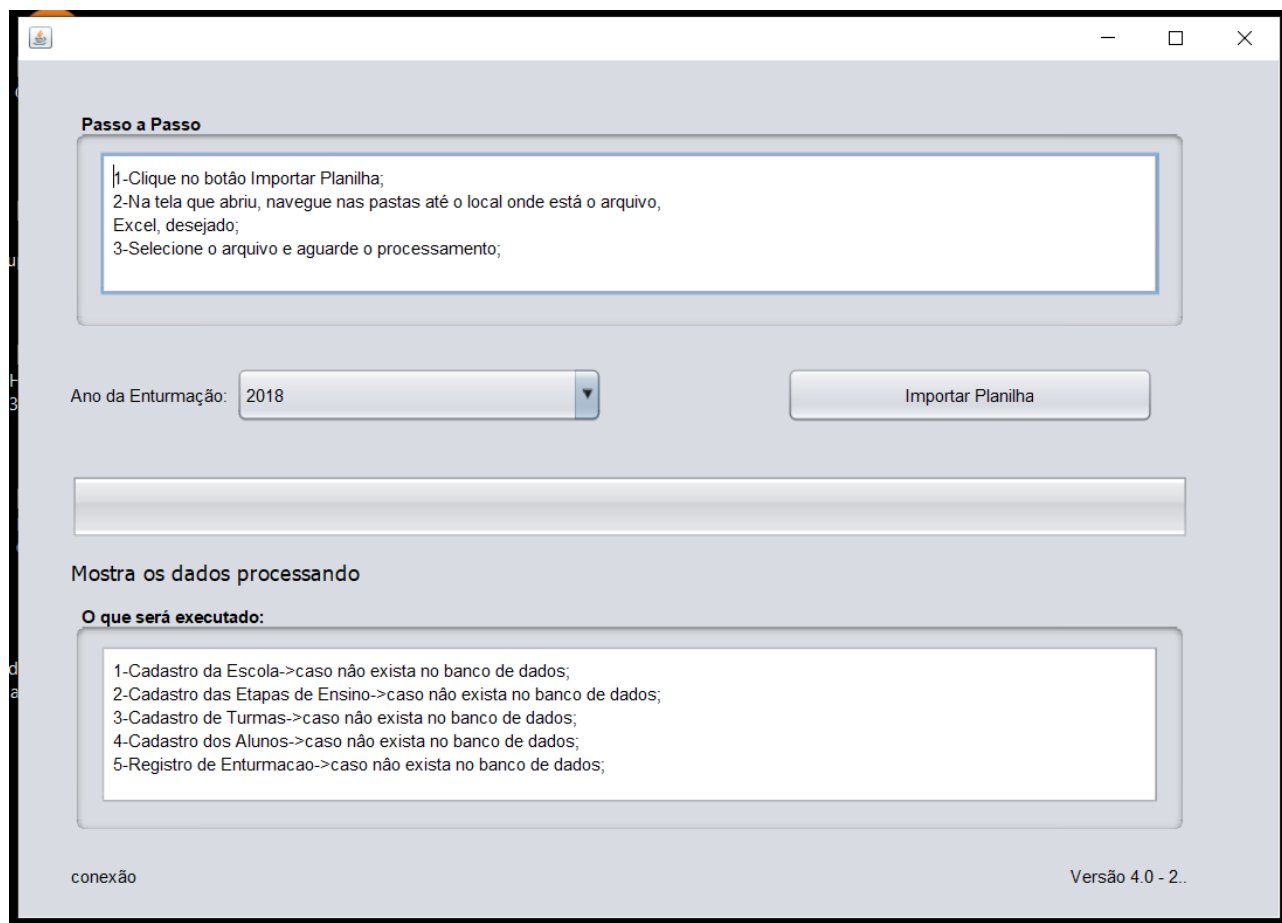 Passo a Passo
1-Clique no botâo Importar Planilha;
2-Na tela que abriu, navegue nas pastas até o local onde está o arquivo,
Excel, desejado;
3-Selecione o arquivo e aguarde o processamento;
Ano da Enturmação: 2018 Importar Planilha
Mostra os dados processando
O que será executado:
1-Cadastro da Escola->caso nâo exista no banco de dados;
2-Cadastro das Etapas de Ensino->caso nâo exista no banco de dados;
3-Cadastro de Turmas->caso nâo exista no banco de dados;
4-Cadastro dos Alunos->caso nâo exista no banco de dados;
5-Registro de Enturmacao->caso nâo exista no banco de dados;
conexão Versão 4.0 - 2..